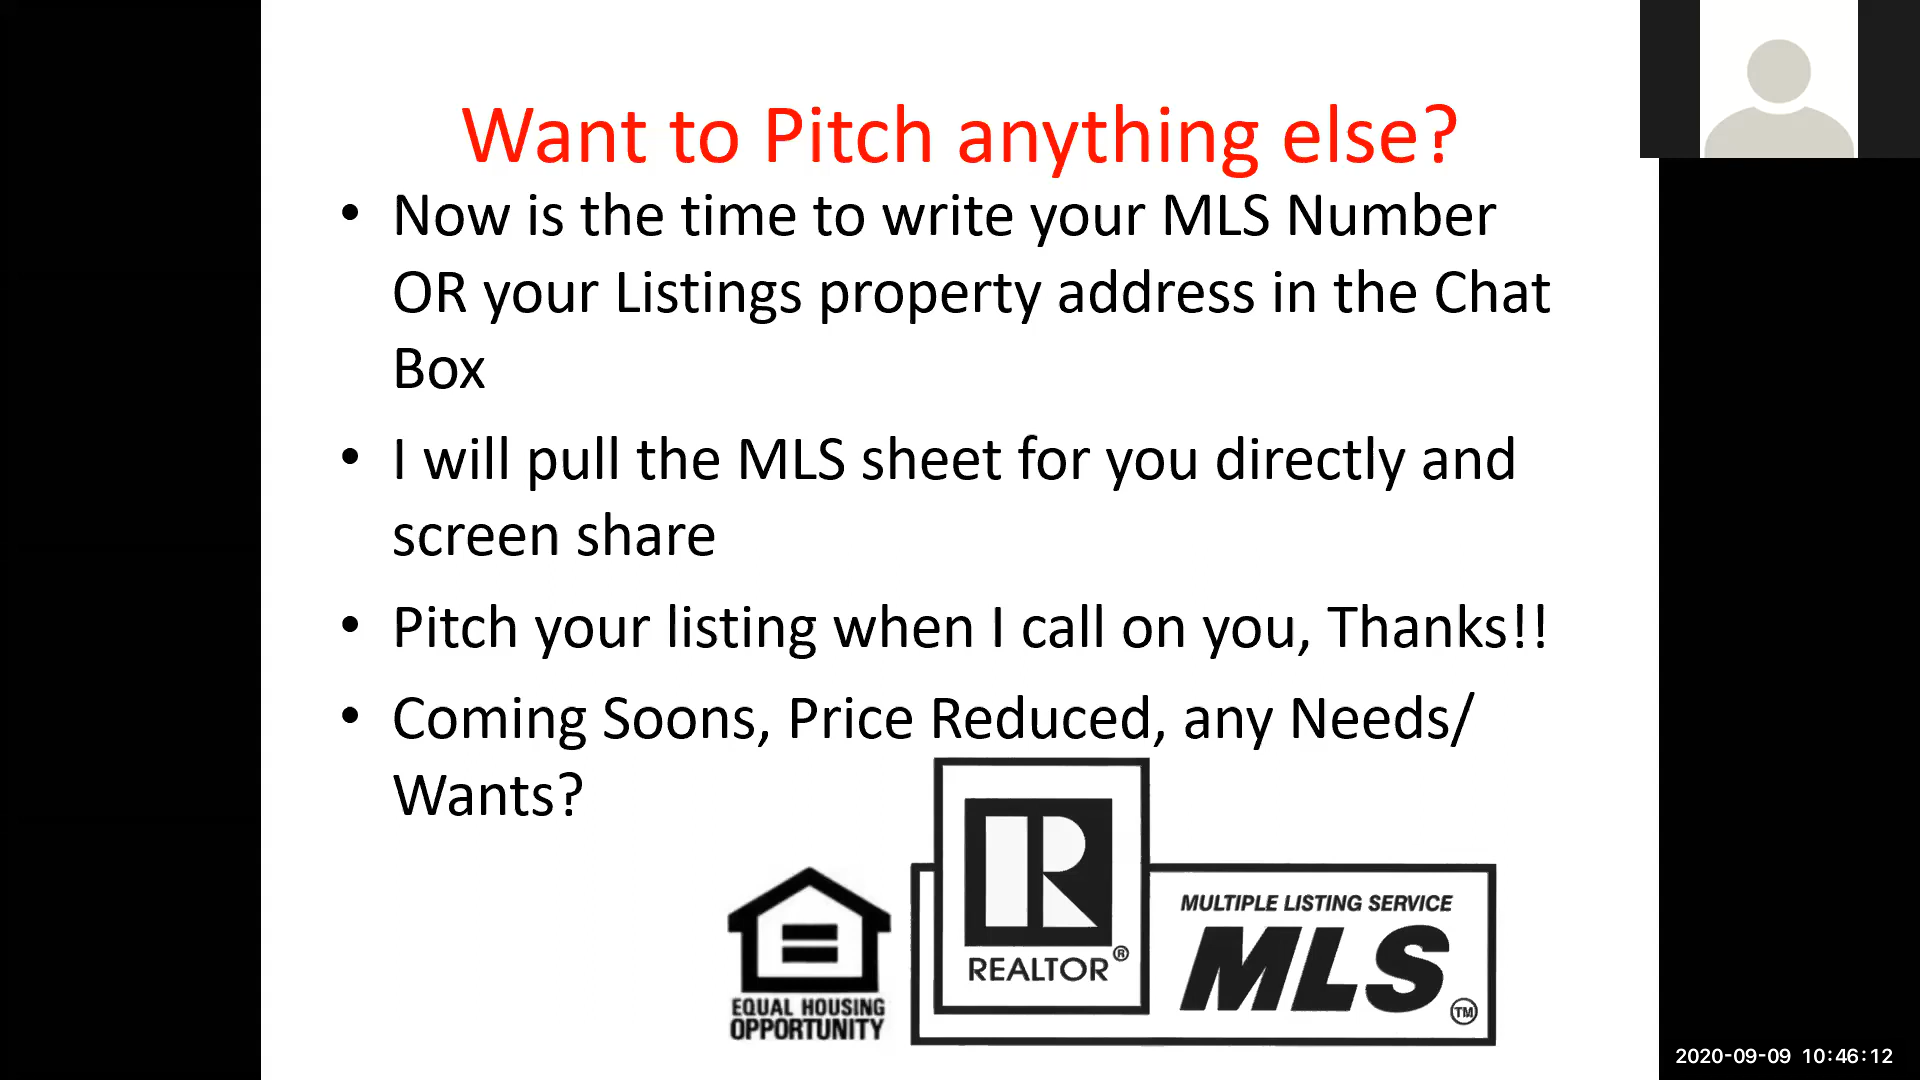 Want to Pitch anything else?
• Now is the time to write your MLS Number
OR your Listings property address in the Chat
Box
• I will pull the MLS sheet for you directly and
screen share
• Pitch your listing when I call on you, Thanks!!
• Coming Soons, Price Reduced, any Needs/
Wants?
EQUAL HOUSING
OPPORTUNITY
R
REALTOR®
MULTIPLE LISTING SERVICE
MLS TM
2020-09-09 10:46:12